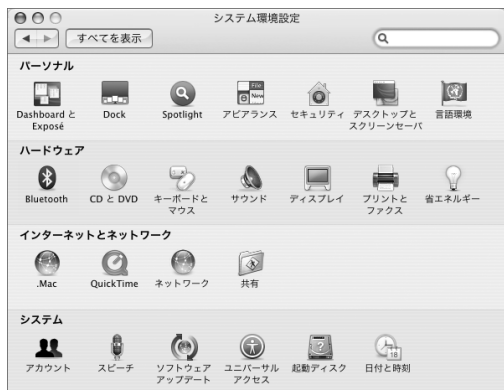 システム環境設定
すべてを表示
パーソナル
Dashboard と
Exposé
Dock
Spotlight
アピアランス
セキュリティ
デスクトップと
スクリーンセーバ
言語環境
ハードウェア
Bluetooth
CD と DVD
キーボードと
マウス
サウンド
ディスプレイ
プリントと
ファクス
省エネルギー
インターネットとネットワーク
.Mac
QuickTime
ネットワーク
共有
システム
アカウント
スピーチ
ソフトウェア
アップデート
ユニバーサル
アクセス
起動ディスク
日付と時刻
File
New
18